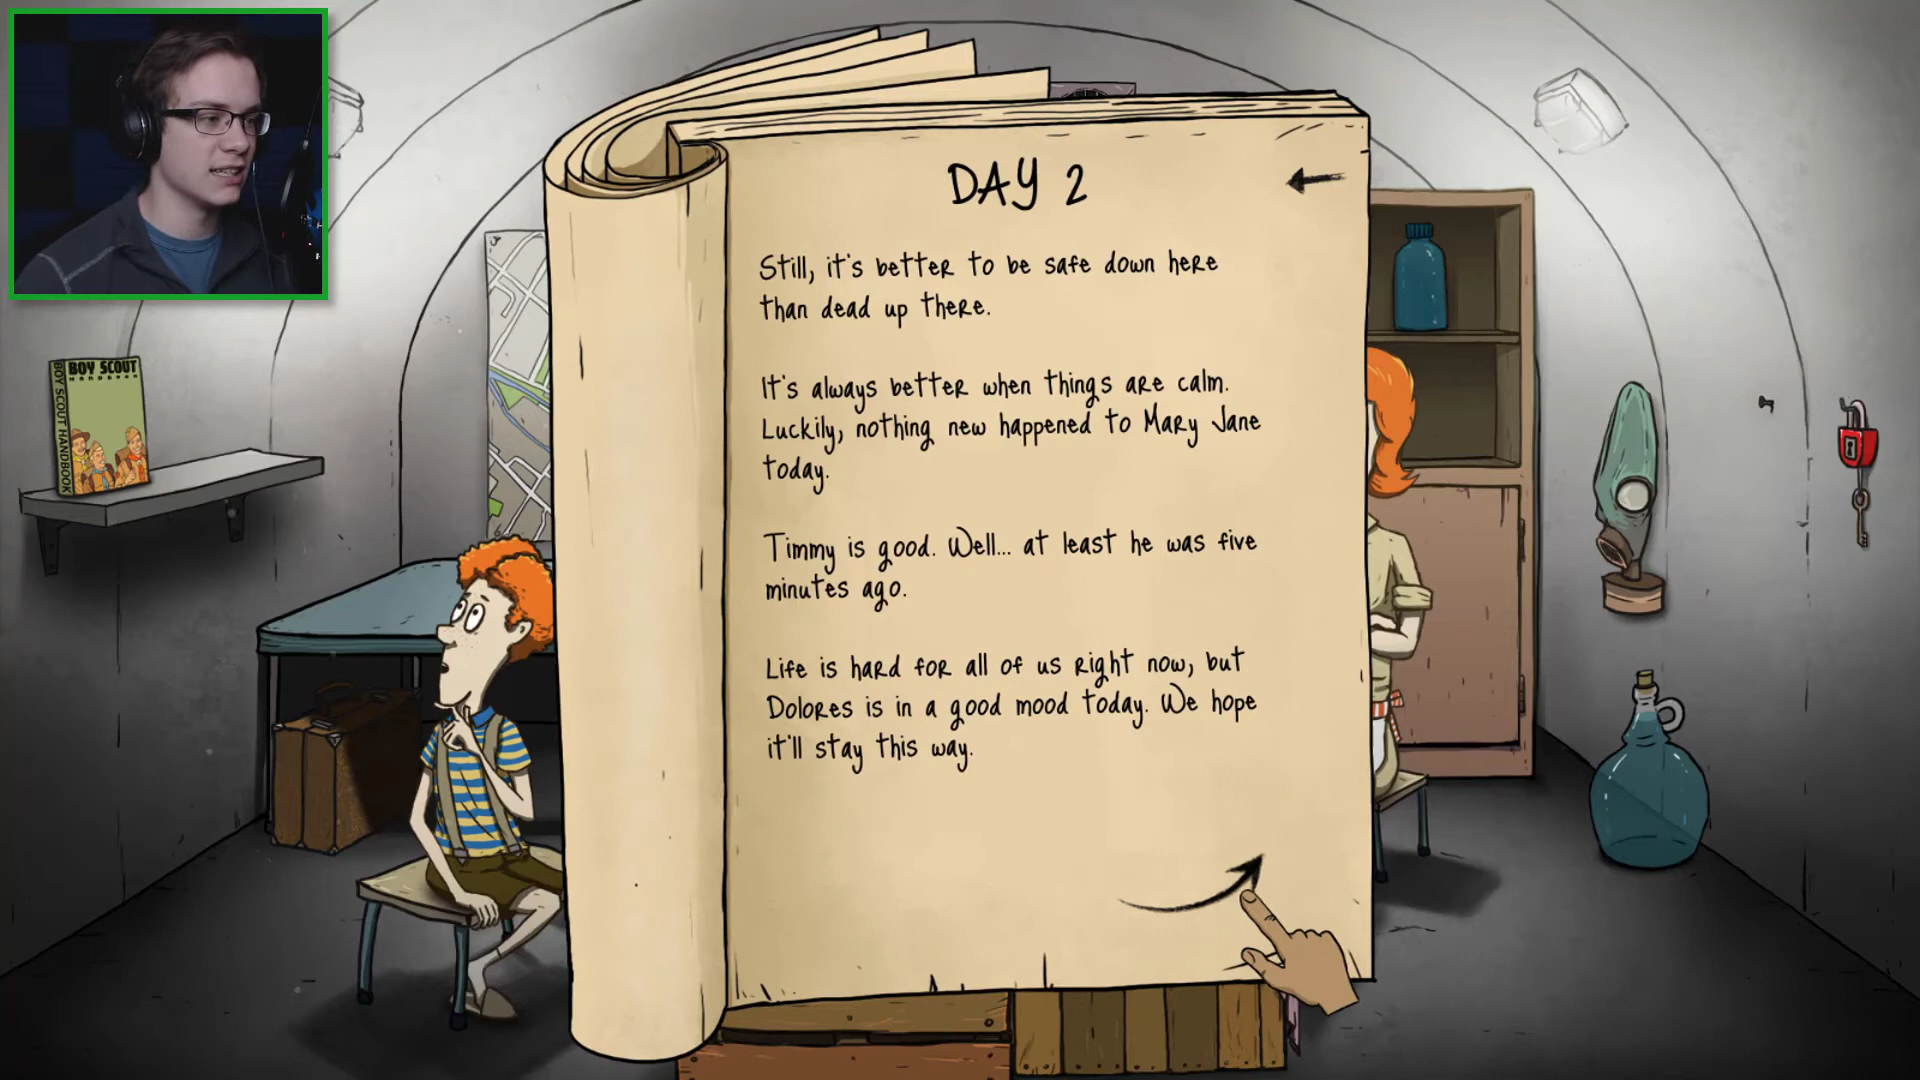 DAY 2
Still, it's better to be safe down here
than dead up there.
It's always better when things are calm.
Luckily, nothing new happened to Mary Jane
today.
Timmy is good. Well... at least he was five
minutes ago.
Life is hard for all of us right now, but
Dolores is in a good mood today. We hope
it'll stay this way.
BOY SCOUT
HANDBOOK
BOY SCOUT HANDBOOK